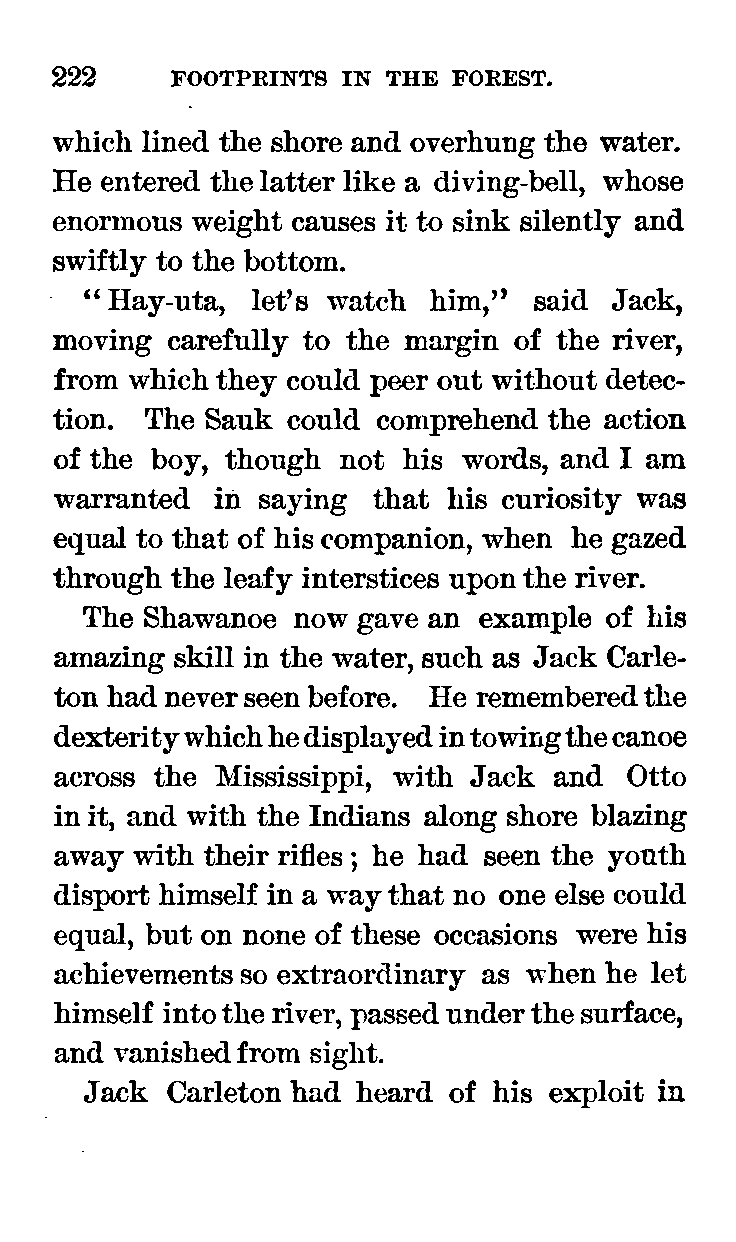 222 FOOTPRINTS IN THE FOREST.
which lined the shore and overhung the water.
He entered the latter like a diving-bell, whose
enormous weight causes it to sink silently and
swiftly to the bottom.
"Hay-uta, let's watch him," said Jack,
moving carefully to the margin of the river,
from which they could peer out without detec-
tion. The Sauk could comprehend the action
of the boy, though not his words, and I am
warranted in saying that his curiosity was
equal to that of his companion, when he gazed
through the leafy interstices upon the river.
The Shawanoe now gave an example of his
amazing skill in the water, such as Jack Carle-
ton had never seen before. He remembered the
dexterity which he displayed in towing the canoe
across the Mississippi, with Jack and Otto
in it, and with the Indians along shore blazing
away with their rifles; he had seen the youth
disport himself in a way that no one else could
equal, but on none of these occasions were his
achievements so extraordinary as when he let
himself into the river, passed under the surface,
and vanished from sight.
Jack Carleton had heard of his exploit in